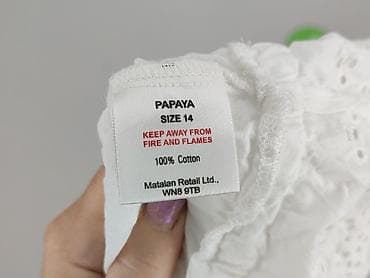 PAPAYA
SIZE 14
KEEP AWAY FROM
FIRE AND FLAMES
100% Cotton
Matalan Retail Ltd.,
WN8 9TB